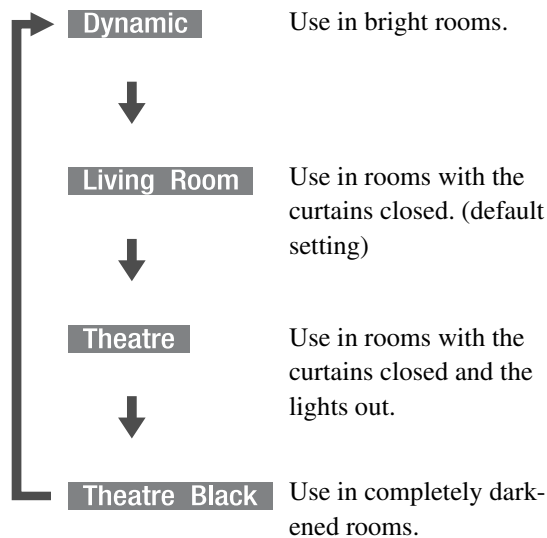 Dynamic Use in bright rooms.
Living Room Use in rooms with the
curtains closed. (default
setting)
Theatre Use in rooms with the
curtains closed and the
lights out.
Theatre Black Use in completely dark-
ened rooms.